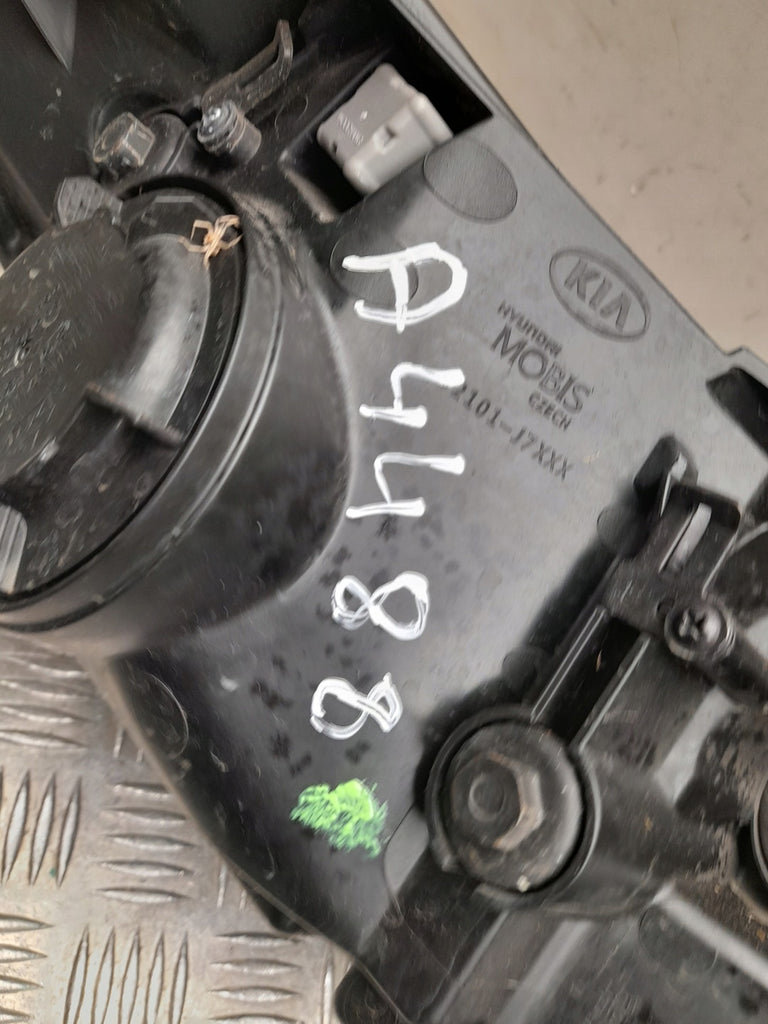 A4488
KIA
HYUNDAI
MOBIS
CZECH
2101-J7XXX